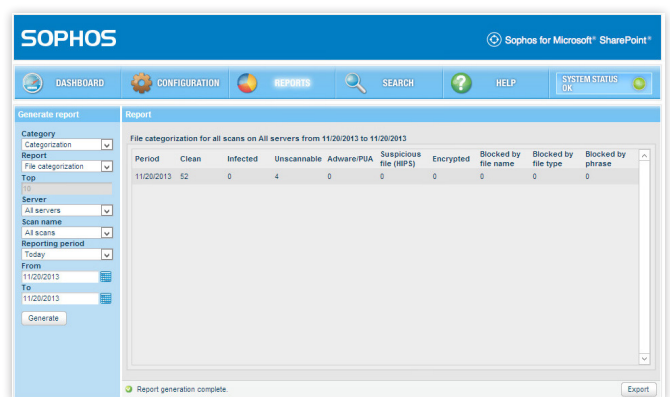 SOPHOS
Sophos for Microsoft® SharePoint®
DASHBOARD CONFIGURATION REPORTS SEARCH HELP SYSTEM STATUS
OK
Generate report
Category
Categorization
Report
File categorization
Top
10
Server
All servers
Scan name
All scans
Reporting period
Today
From
11/20/2013
To
11/20/2013
Generate
Report
File categorization for all scans on All servers from 11/20/2013 to 11/20/2013
Period Clean Infected Unscannable Adware/PUA Suspicious file (HIPS) Encrypted Blocked by file name Blocked by file type Blocked by phrase
11/20/2013 52 0 4 0 0 0 0 0 0
Report generation complete.
Export